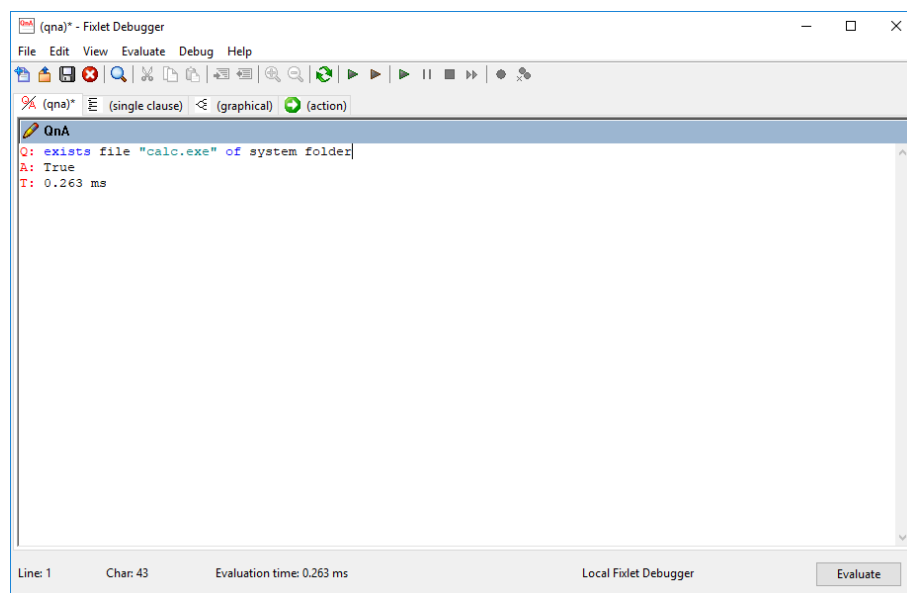 (qna)* - Fixlet Debugger
File Edit View Evaluate Debug Help
(qna)* (single clause) (graphical) (action)
QnA
Q: exists file "calc.exe" of system folder
A: True
T: 0.263 ms
Line: 1 Char: 43 Evaluation time: 0.263 ms Local Fixlet Debugger Evaluate